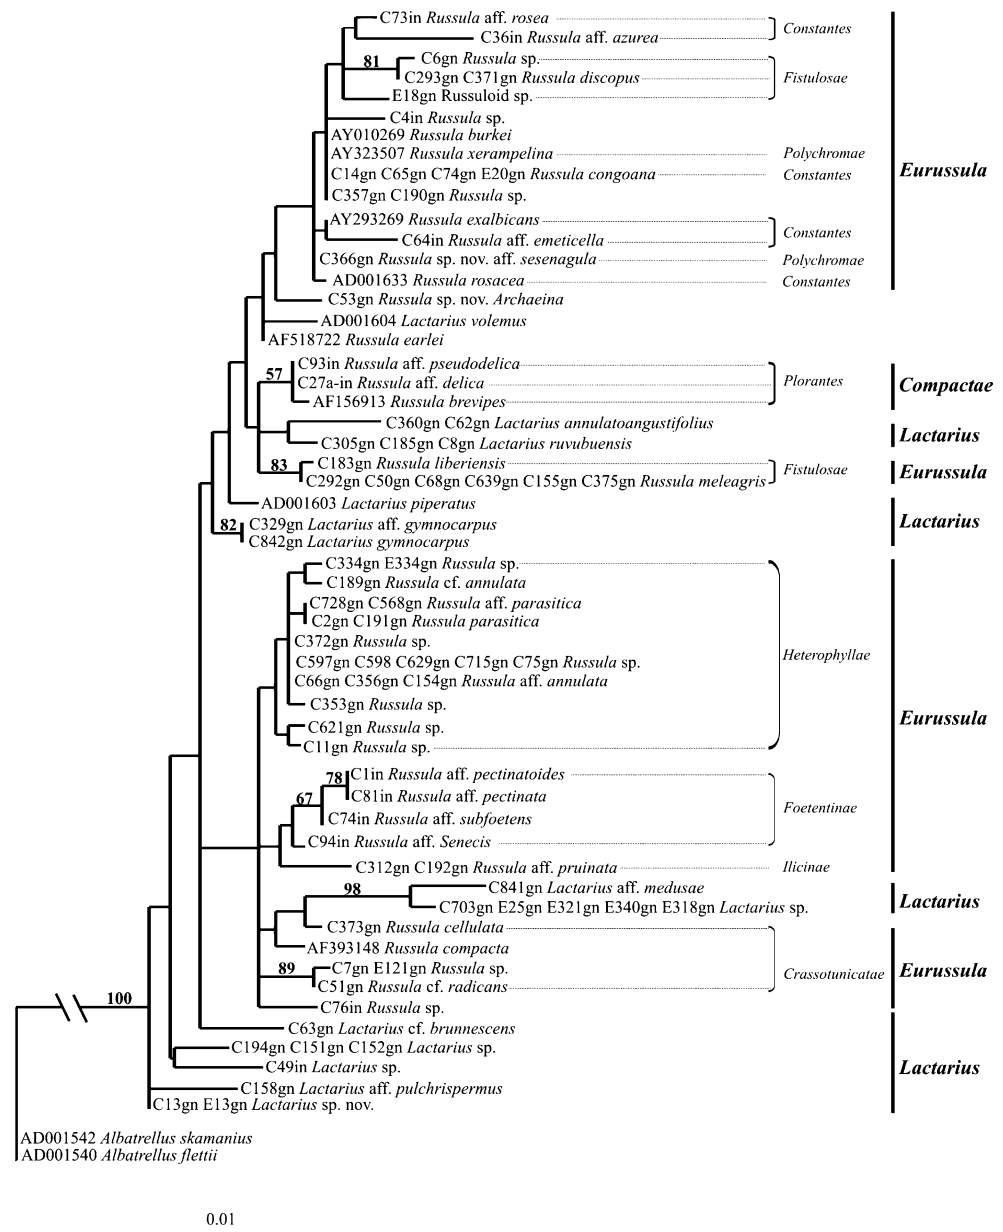 C73in Russula aff. rosea
Constantes
C36in Russula aff. azurea
81
C6gn Russula sp.
C293gn C371gn Russula discopus
Fistulosae
E18gn Russuloid sp.
C4in Russula sp.
AY010269 Russula burkei
AY323507 Russula xerampelina
Polychromae
Eurussula
C14gn C65gn C74gn E20gn Russula congoana
Constantes
C357gn C190gn Russula sp.
AY293269 Russula exalbicans
Constantes
C64in Russula aff. emeticella
C366gn Russula sp. nov. aff. sesenagula
Polychromae
AD001633 Russula rosacea
Constantes
C53gn Russula sp. nov. Archaeina
AD001604 Lactarius volemus
AF518722 Russula earlei
C93in Russula aff. pseudodelica
57
C27a-in Russula aff. delica
Plorantes
Compactae
AF156913 Russula brevipes
C360gn C62gn Lactarius annulatoangustifolius
Lactarius
C305gn C185gn C8gn Lactarius ruvubuensis
83
C183gn Russula liberiensis
Fistulosae
Eurussula
C292gn C50gn C68gn C639gn C155gn C375gn Russula meleagris
AD001603 Lactarius piperatus
Lactarius
82
C329gn Lactarius aff. gymnocarpus
C842gn Lactarius gymnocarpus
C334gn E334gn Russula sp.
C189gn Russula cf. annulata
C728gn C568gn Russula aff. parasitica
C2gn C191gn Russula parasitica
C372gn Russula sp.
Heterophyllae
C597gn C598 C629gn C715gn C75gn Russula sp.
C66gn C356gn C154gn Russula aff. annulata
C353gn Russula sp.
Eurussula
C621gn Russula sp.
C11gn Russula sp.
78
C1in Russula aff. pectinatoides
67
C81in Russula aff. pectinata
Foetentinae
C74in Russula aff. subfoetens
C94in Russula aff. Senecis
C312gn C192gn Russula aff. pruinata
Ilicinae
98
C841gn Lactarius aff. medusae
Lactarius
C703gn E25gn E321gn E340gn E318gn Lactarius sp.
C373gn Russula cellulata
AF393148 Russula compacta
89
C7gn E121gn Russula sp.
Crassotunicatae
Eurussula
C51gn Russula cf. radicans
100
C76in Russula sp.
C63gn Lactarius cf. brunnescens
C194gn C151gn C152gn Lactarius sp.
C49in Lactarius sp.
Lactarius
C158gn Lactarius aff. pulchrispermus
C13gn E13gn Lactarius sp. nov.
AD001542 Albatrellus skamanius
AD001540 Albatrellus flettii
0.01